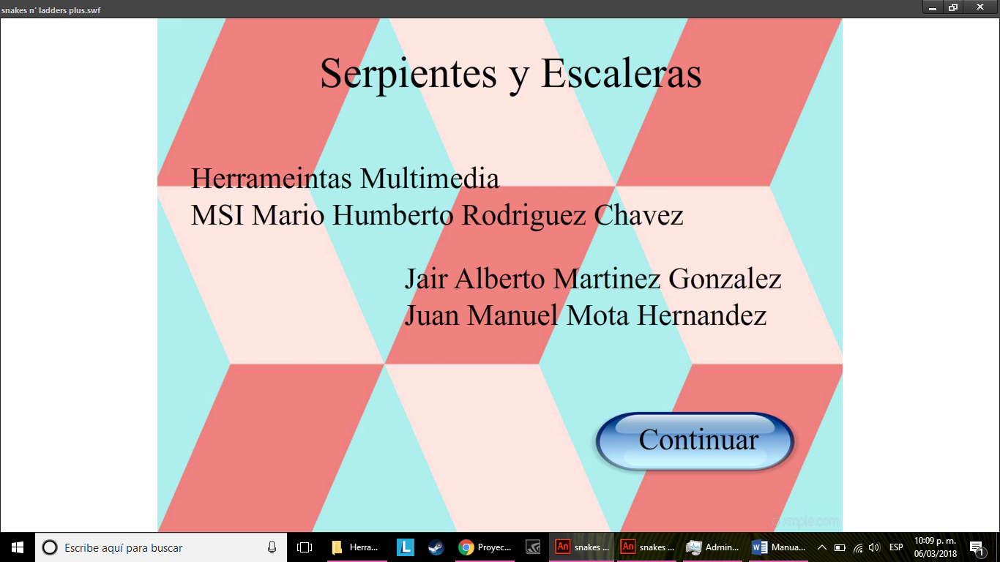 snakes n' ladders plus.swf
Serpientes y Escaleras
Herrameintas Multimedia
MSI Mario Humberto Rodriguez Chavez
Jair Alberto Martinez Gonzalez
Juan Manuel Mota Hernandez
Continuar
Escribe aquí para buscar
Herra...
Proyec...
snakes ...
snakes ...
Admin...
Manua...
ESP
10:09 p. m.
06/03/2018
1